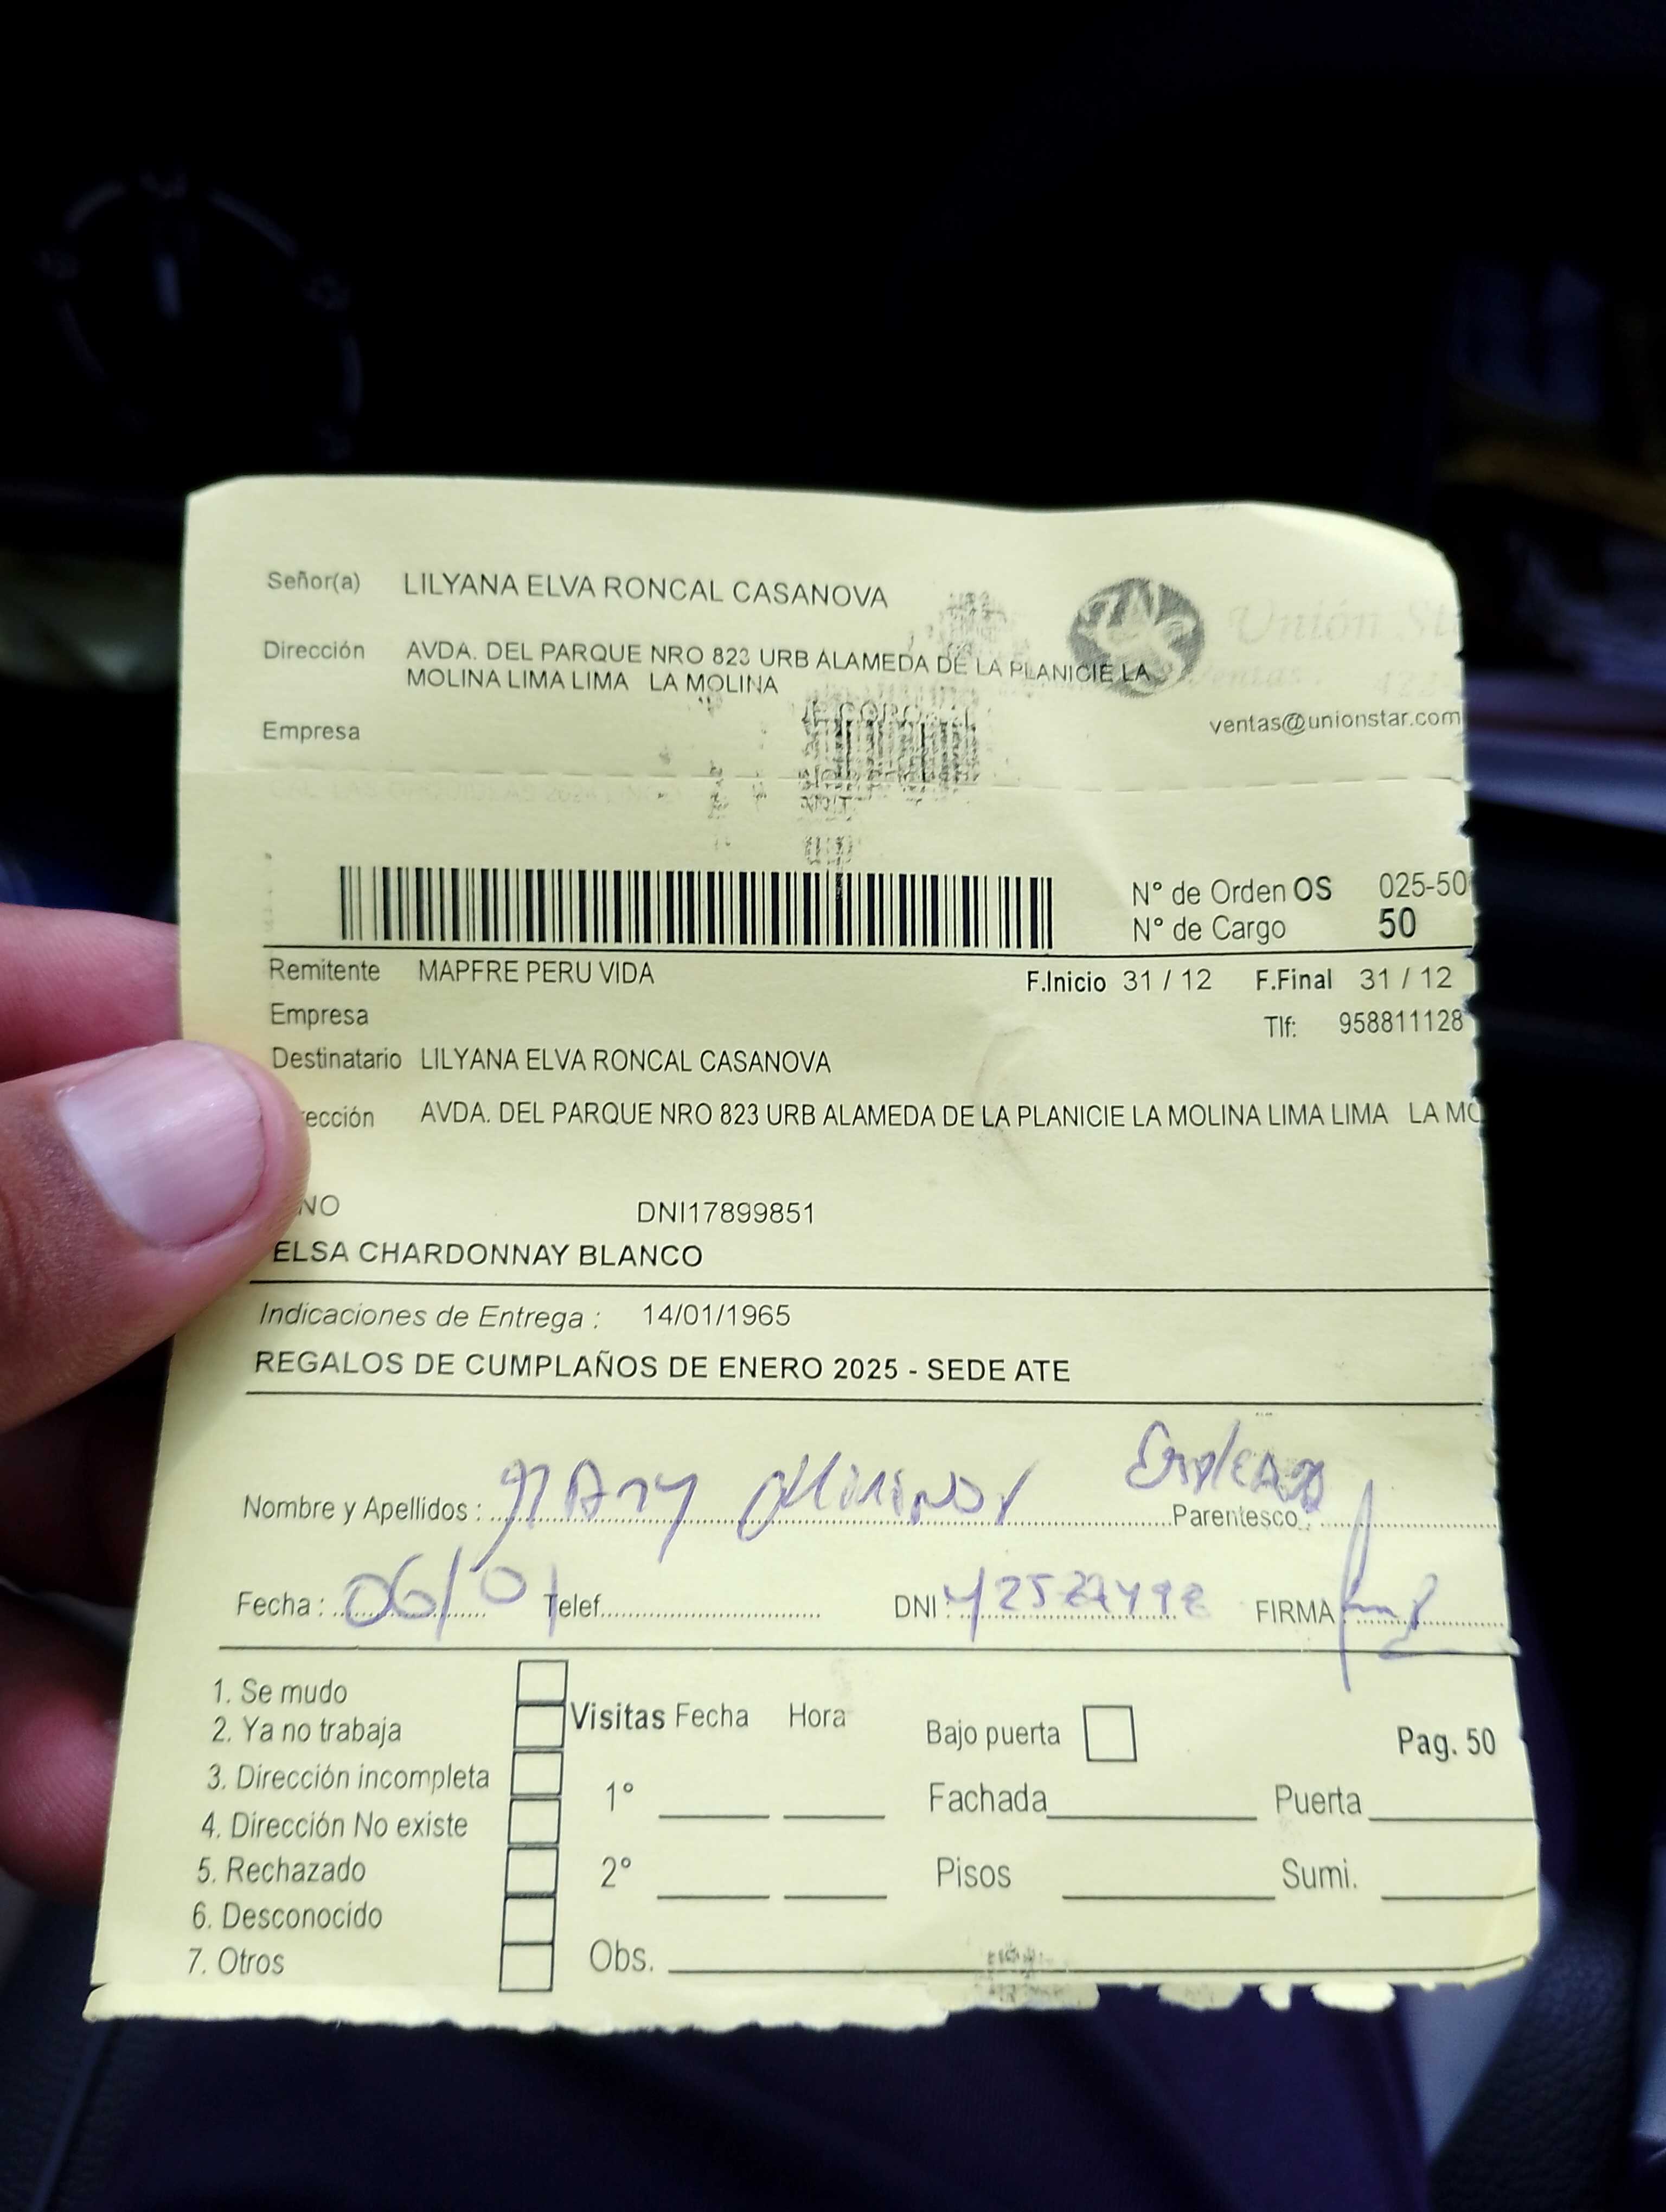 Señor(a) LILYANA ELVA RONCAL CASANOVA
Unión St
Dirección AVDA. DEL PARQUE NRO 823 URB ALAMEDA DE LA PLANICIE LA
MOLINA LIMA LIMA LA MOLINA
Ventas
ventas@unionstar.com
Empresa
N° de Orden OS 025-50
N° de Cargo 50
Remitente MAPFRE PERU VIDA F.Inicio 31 / 12 F.Final 31 / 12
Empresa Tlf: 958811128
Destinatario LILYANA ELVA RONCAL CASANOVA
ección AVDA. DEL PARQUE NRO 823 URB ALAMEDA DE LA PLANICIE LA MOLINA LIMA LIMA LA MO
NO DNI17899851
ELSA CHARDONNAY BLANCO
Indicaciones de Entrega : 14/01/1965
REGALOS DE CUMPLAÑOS DE ENERO 2025 - SEDE ATE
Nombre y Apellidos : Parentesco :
Fecha : 06/01 Telef. DNI : FIRMA
1. Se mudo
2. Ya no trabaja
3. Dirección incompleta
4. Dirección No existe
5. Rechazado
6. Desconocido
7. Otros
Visitas Fecha Hora Bajo puerta Pag. 50
1° Fachada Puerta
2° Pisos Sumi.
Obs.